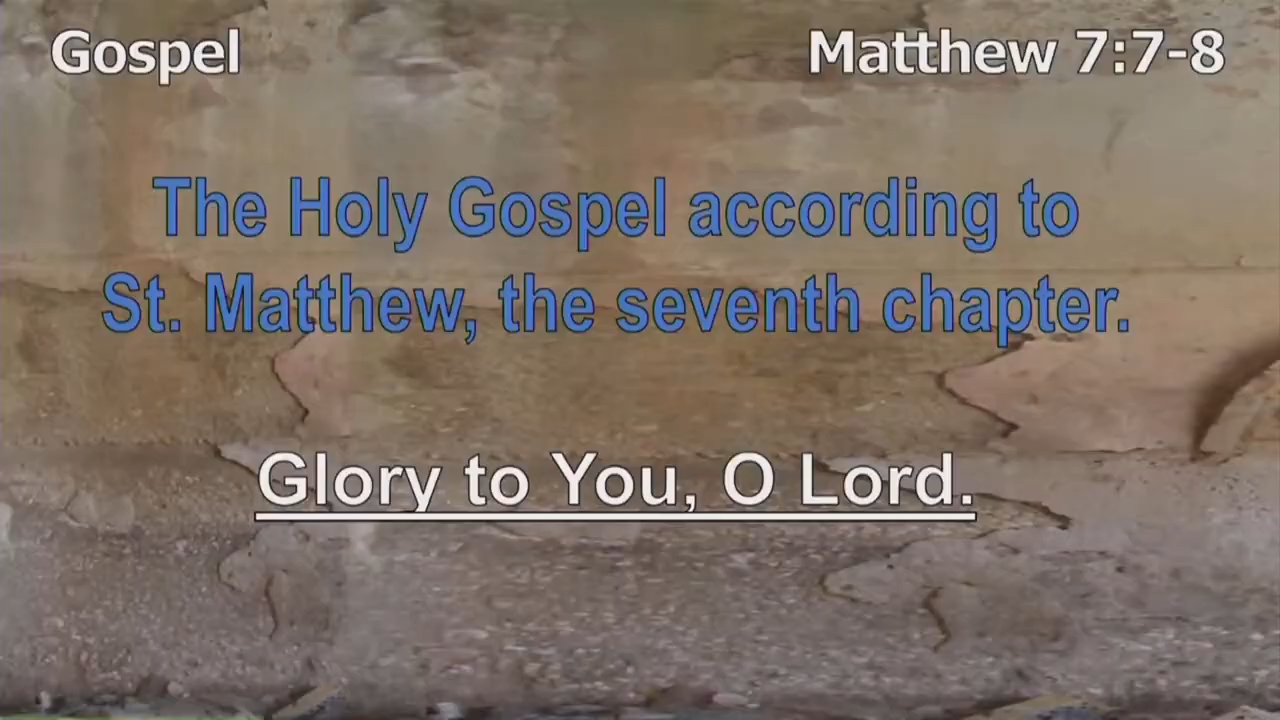 Gospel
Matthew 7:7-8
The Holy Gospel according to
St. Matthew, the seventh chapter.
Glory to You, O Lord.